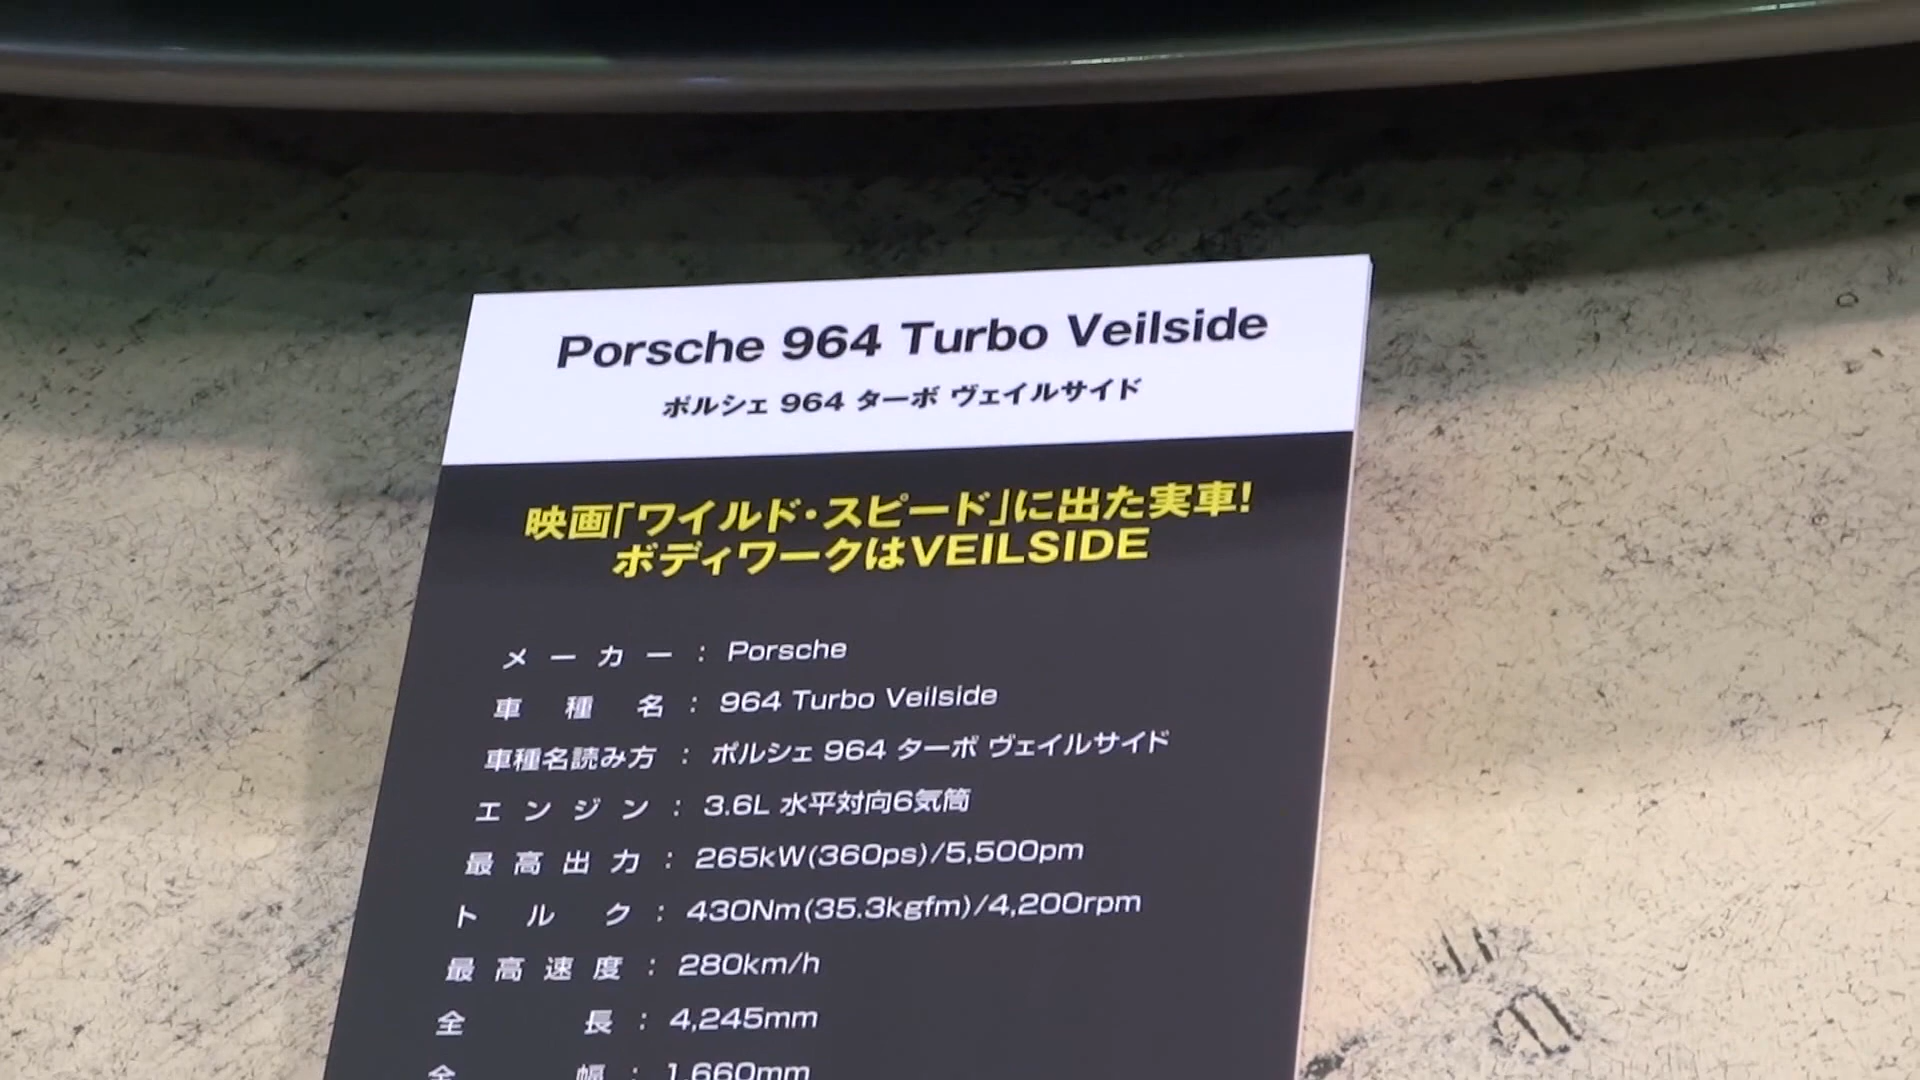 Porsche 964 Turbo Veilside
ポルシェ 964 ターボ ヴェイルサイド
映画「ワイルド・スピード」に出た実車!
ボディワークはVEILSIDE
メーカー : Porsche
車種名 : 964 Turbo Veilside
車種名読み方 : ポルシェ 964 ターボ ヴェイルサイド
エンジン : 3.6L 水平対向6気筒
最高出力 : 265kW(360ps)/5,500pm
トルク : 430Nm(35.3kgfm)/4,200rpm
最高速度 : 280km/h
全長 : 4,245mm
全幅 : 1,660mm